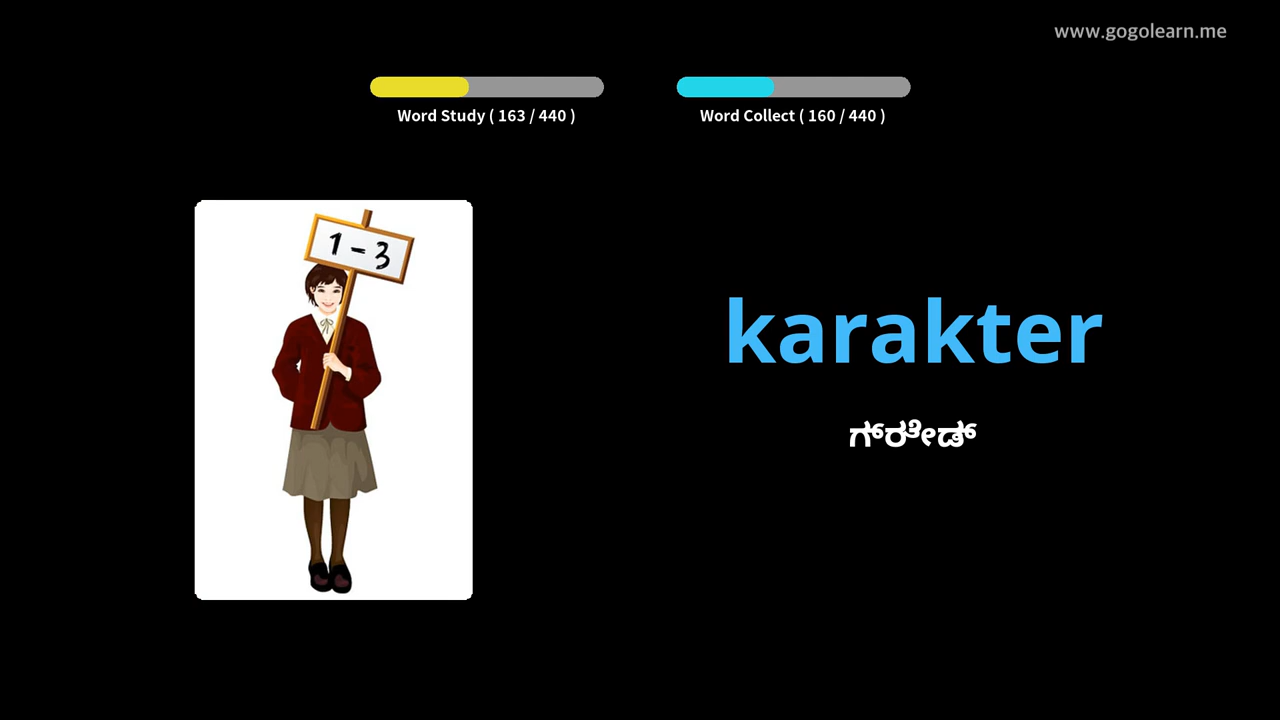 www.gogolearn.me
Word Study ( 163 / 440 )
Word Collect ( 160 / 440 )
1 - 3
karakter
ಗ್ರೇಡ್